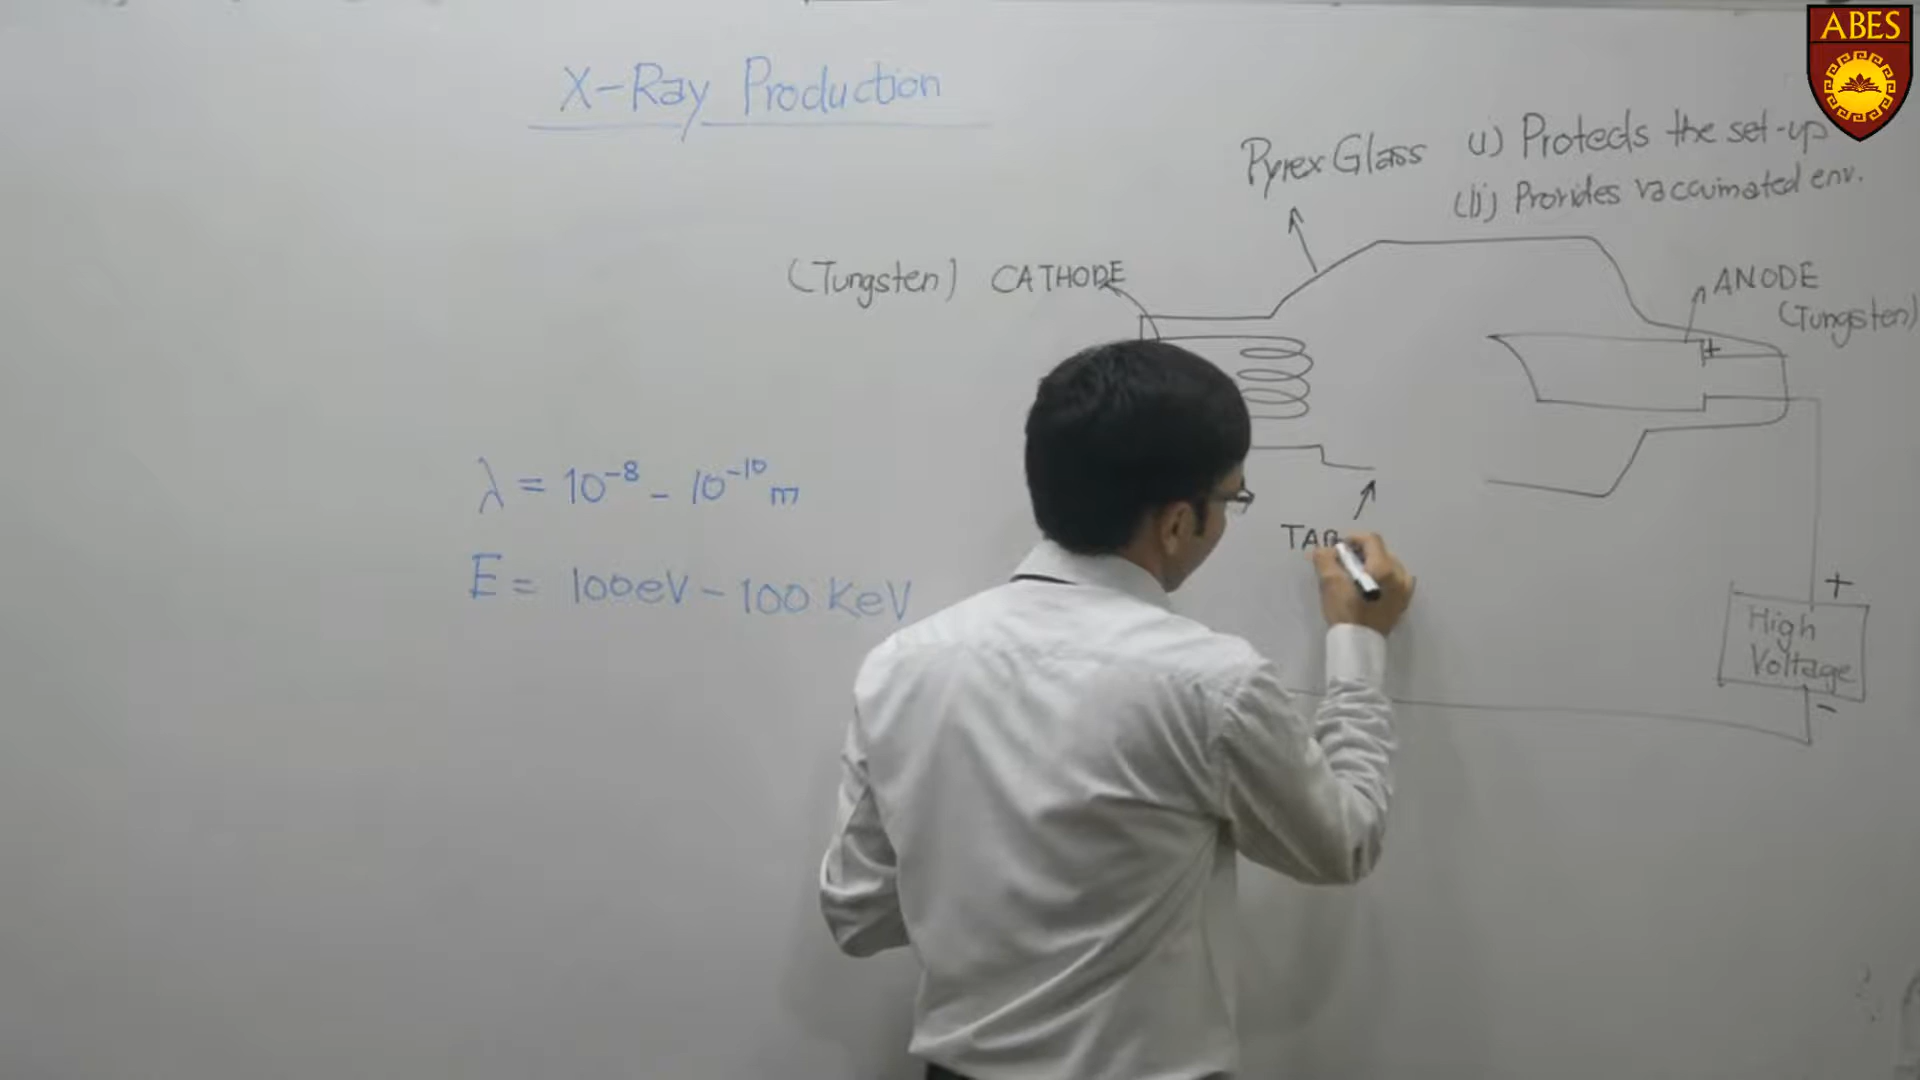 ABES
X-Ray Production
Pyrex Glass (i) Protects the set-up
(ii) Provides vaccuimated env.
(Tungsten) CATHODE
ANODE
(Tungsten)
+
λ = 10⁻⁸ - 10⁻¹⁰ m
TAR
E = 100eV - 100 KeV
+
High
Voltage
-